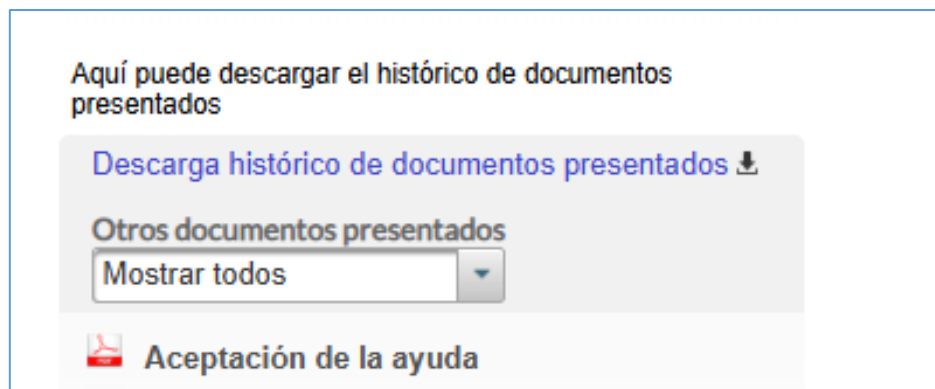 Aquí puede descargar el histórico de documentos
presentados
Descarga histórico de documentos presentados
Otros documentos presentados
Mostrar todos
Aceptación de la ayuda